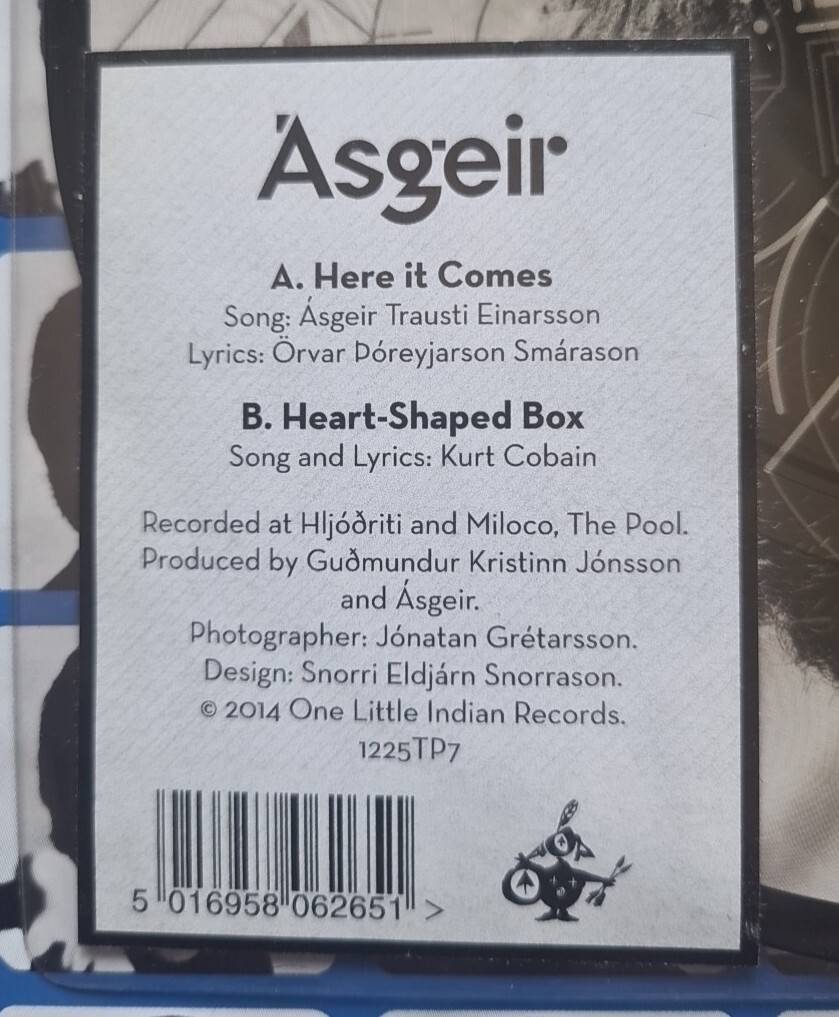 Ásgeir
A. Here it Comes
Song: Ásgeir Trausti Einarsson
Lyrics: Örvar Þóreyjarson Smárason
B. Heart-Shaped Box
Song and Lyrics: Kurt Cobain
Recorded at Hljóðriti and Miloco, The Pool.
Produced by Guðmundur Kristinn Jónsson
and Ásgeir.
Photographer: Jónatan Grétarsson.
Design: Snorri Eldjárn Snorrason.
© 2014 One Little Indian Records.
1225TP7
5 016958 062651 >